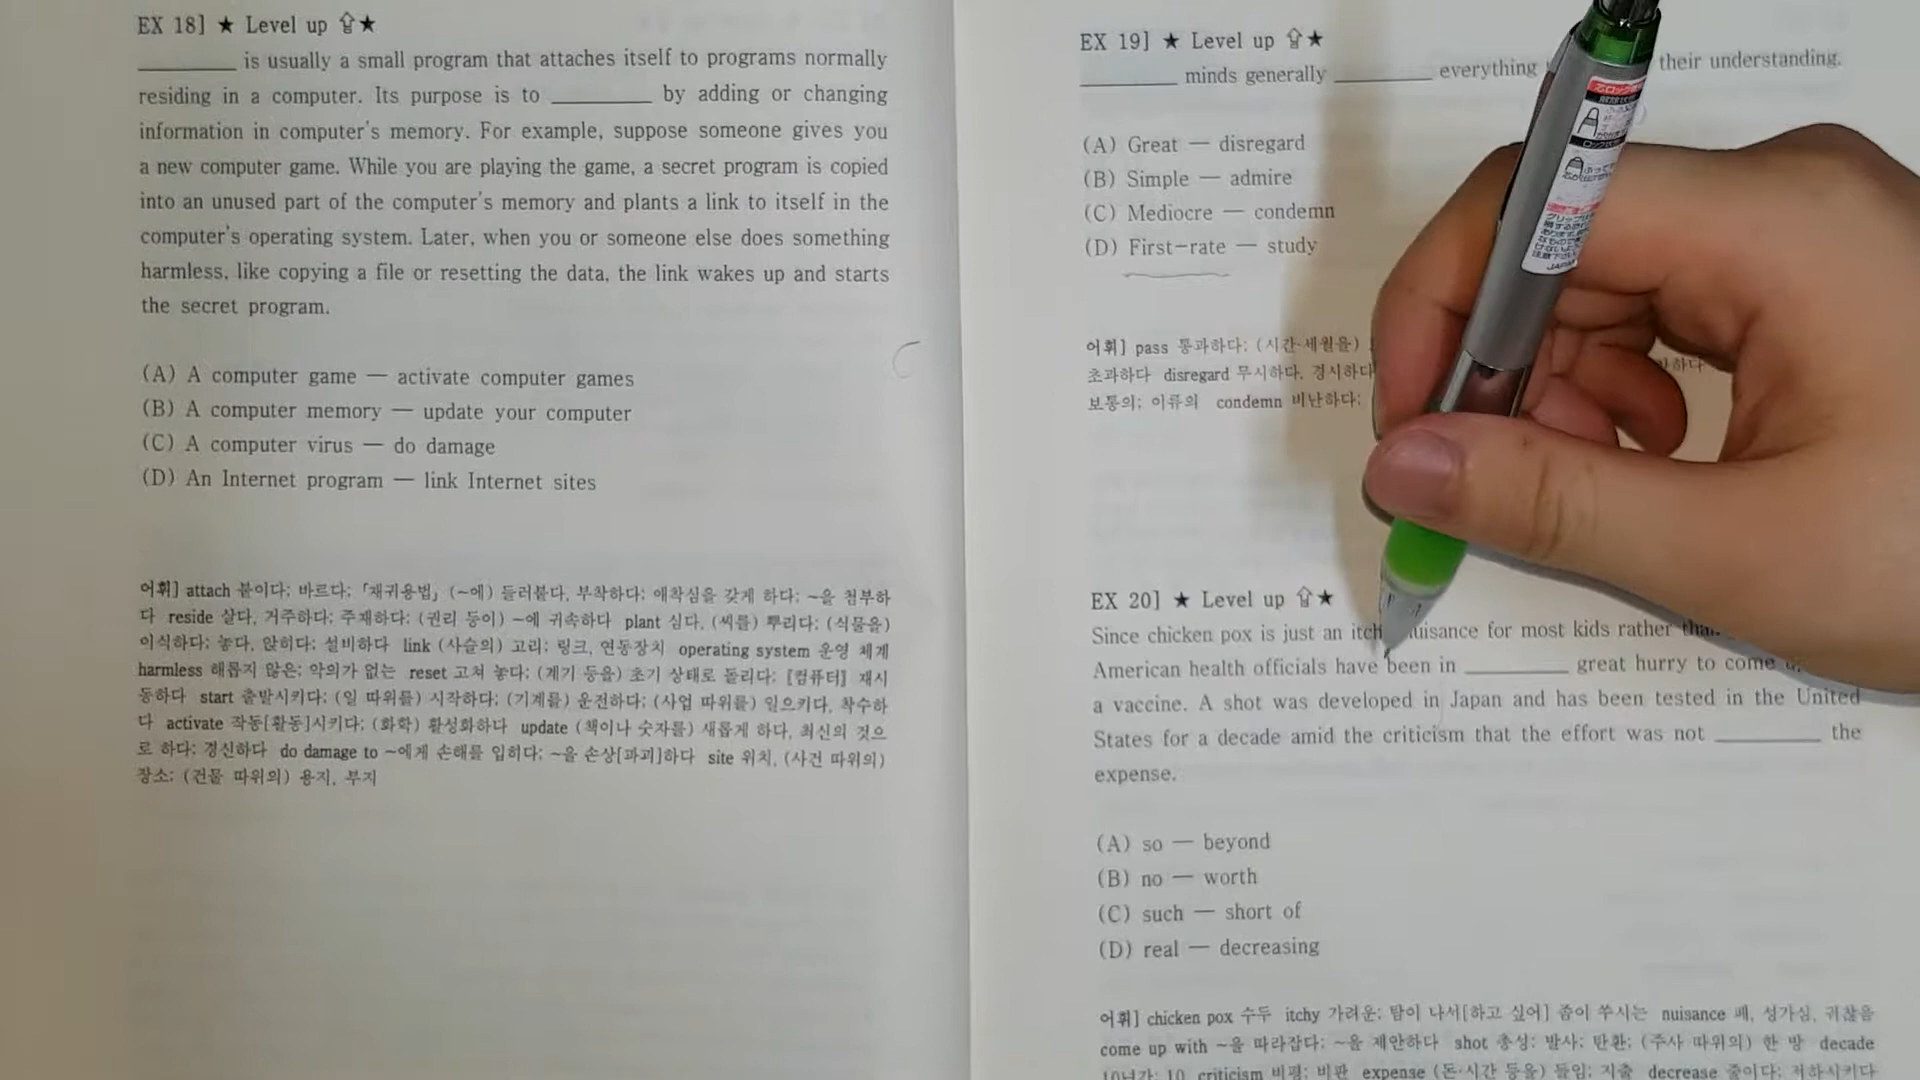 EX 18] ★ Level up ⇧★
________ is usually a small program that attaches itself to programs normally
residing in a computer. Its purpose is to ________ by adding or changing
information in computer's memory. For example, suppose someone gives you
a new computer game. While you are playing the game, a secret program is copied
into an unused part of the computer's memory and plants a link to itself in the
computer's operating system. Later, when you or someone else does something
harmless, like copying a file or resetting the data, the link wakes up and starts
the secret program.
(A) A computer game — activate computer games
(B) A computer memory — update your computer
(C) A computer virus — do damage
(D) An Internet program — link Internet sites
어휘] attach 붙이다; 바르다; 「재귀용법」 (~에) 들러붙다, 부착하다; 애착심을 갖게 하다; ~을 첨부하
다 reside 살다, 거주하다; 주재하다; (권리 등이) ~에 귀속하다 plant 심다, (씨를) 뿌리다; (식물을)
이식하다; 놓다, 앉히다; 설비하다 link (사슬의) 고리; 링크, 연동장치 operating system 운영 체계
harmless 해롭지 않은; 악의가 없는 reset 고쳐 놓다; (계기 등을) 초기 상태로 돌리다; 〖컴퓨터〗 재시
동하다 start 출발시키다; (일 따위를) 시작하다; (기계를) 운전하다; (사업 따위를) 일으키다, 착수하
다 activate 작동[활동]시키다; (화학) 활성화하다 update (책이나 숫자를) 새롭게 하다, 최신의 것으
로 하다; 경신하다 do damage to ~에게 손해를 입히다; ~을 손상[파괴]하다 site 위치, (사건 따위의)
장소; (건물 따위의) 용지, 부지
EX 19] ★ Level up ⇧★
________ minds generally ________ everything their understanding.
(A) Great — disregard
(B) Simple — admire
(C) Mediocre — condemn
(D) First-rate — study
어휘] pass 통과하다; (시간·세월을)
초과하다 disregard 무시하다, 경시하다
보통의; 이류의 condemn 비난하다;
EX 20] ★ Level up ⇧★
Since chicken pox is just an nuisance for most kids rather
American health officials have been in ________ great hurry to come
a vaccine. A shot was developed in Japan and has been tested in the United
States for a decade amid the criticism that the effort was not ________ the
expense.
(A) so — beyond
(B) no — worth
(C) such — short of
(D) real — decreasing
어휘] chicken pox 수두 itchy 가려운; 탐이 나서[하고 싶어] 좀이 쑤시는 nuisance 폐, 성가심, 귀찮음
come up with ~을 따라잡다; ~을 제안하다 shot 총성; 발사; 탄환; (주사 따위의) 한 방 decade
10년간; 10 criticism 비평; 비판 expense (돈·시간 등을) 들임; 지출 decrease 줄이다; 저하시키다